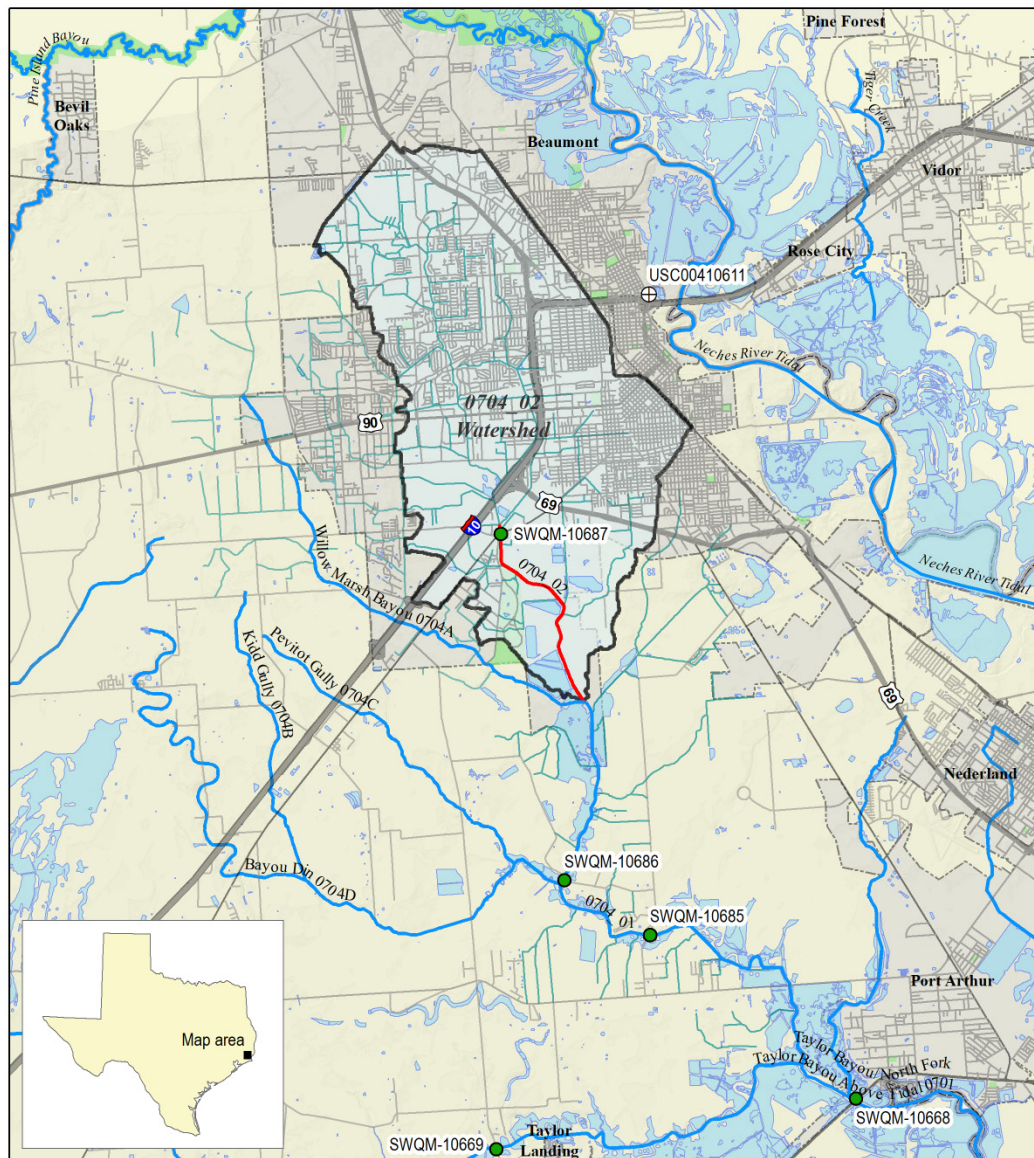 Pine Forest
Pine Island Bayou
Bevil
Oaks
Beaumont
Tiger Creek
Vidor
Rose City
USC00410611
Neches River Tidal
0704_02
Watershed
90
69
10
SWQM-10687
0704_02
Willow Marsh Bayou 0704A
Neches River Tidal
Pevitot Gully 0704C
Kidd Gully 0704B
69
Nederland
Bayou Din 0704D
SWQM-10686
0704_01
SWQM-10685
Port Arthur
Map area
Taylor Bayou/North Fork
Taylor Bayou Above Tidal 0701
SWQM-10668
SWQM-10669
Taylor
Landing